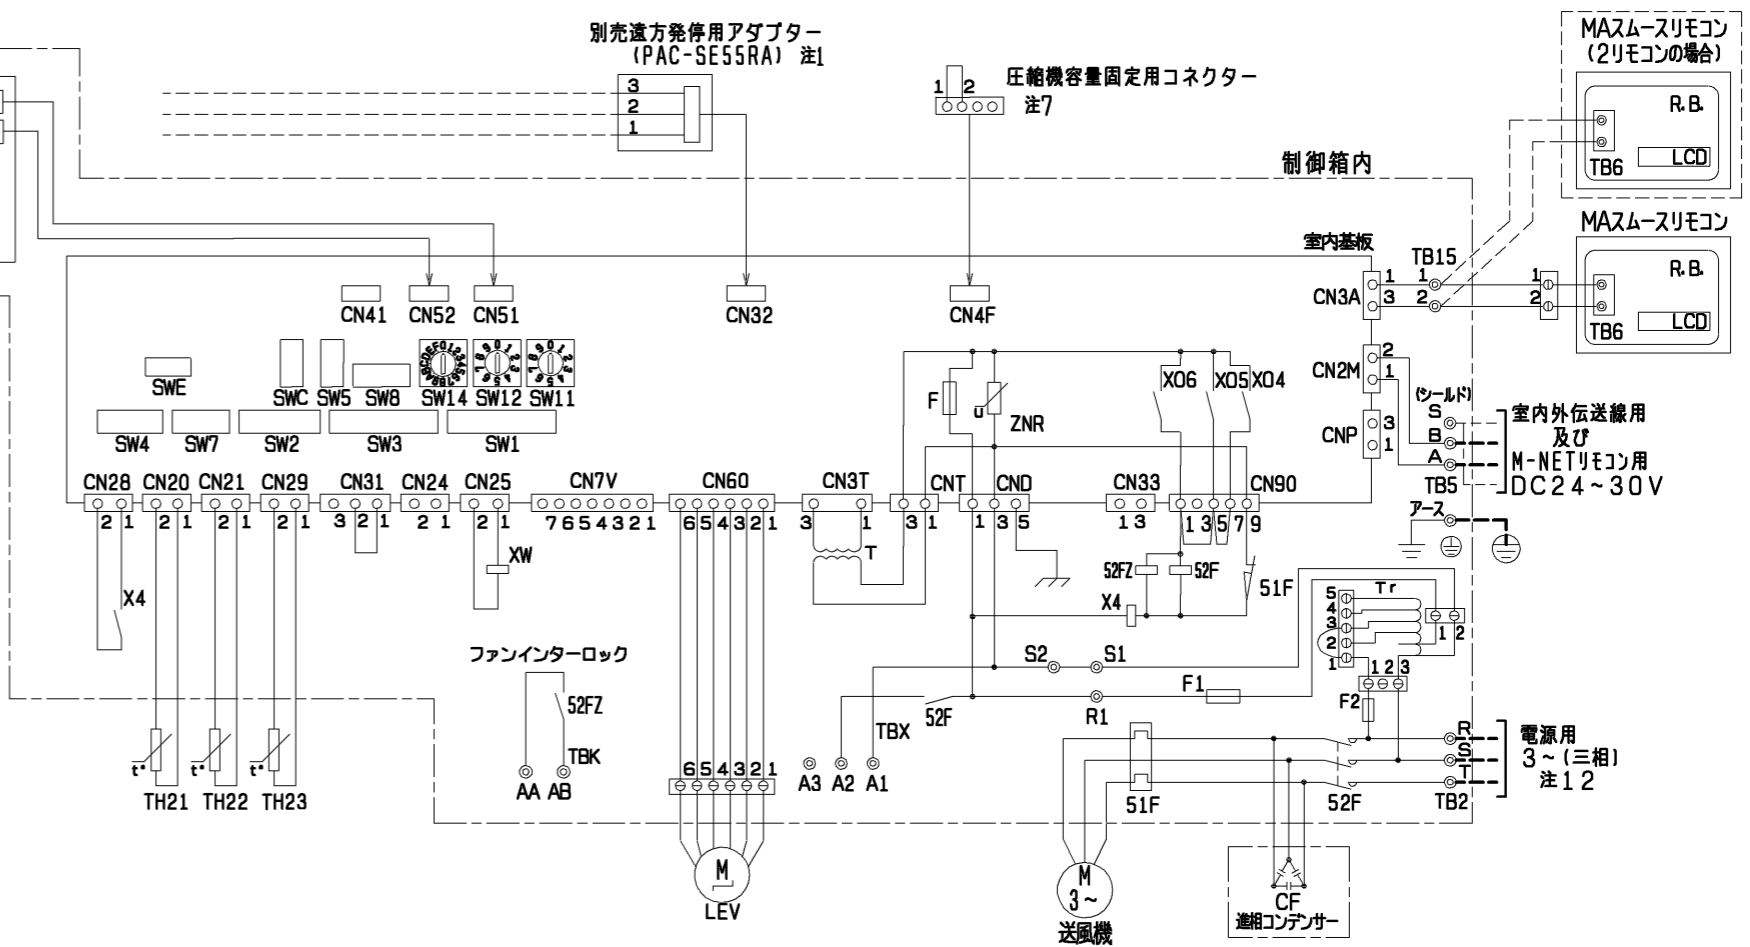 別売遠方発停用アダプター
(PAC-SE55RA) 注1
3
2
1
1 2
圧縮機容量固定用コネクター
注7
MAスムースリモコン
(2リモコンの場合)
R.B.
LCD
TB6
制御箱内
MAスムースリモコン
R.B.
LCD
TB6
室内基板
TB15
CN3A
1 1 1
3 2 2
CN41 CN52 CN51 CN32 CN4F
SWE
SWC SW5 SW8 SW14 SW12 SW11
SW4 SW7 SW2 SW3 SW1
F
u
ZNR
X06 X05 X04
CN2M
2
1
CNP
3
1
(シールド)
S
B
A
TB5
室内外伝送線用
及び
M-NETリモコン用
DC24~30V
アース
CN28 CN20 CN21 CN29 CN31 CN24 CN25 CN7V CN60 CN3T CNT CND CN33 CN90
2 1 2 1 2 1 2 1 3 2 1 2 1 2 1 7 6 5 4 3 2 1 6 5 4 3 2 1 3 1 3 1 1 3 5 1 3 1 3 5 7 9
T
XW
X4
52FZ 52F
X4
51F
Tr
5
4
3
2
1
1 2
1 2 3
F2
ファンインターロック
52FZ
TBK
AA AB
S2 S1
F1
R1
52F
TBX
A3 A2 A1
t°
t°
t°
TH21 TH22 TH23
6 5 4 3 2 1
M
LEV
51F
52F
R
S
T
TB2
電源用
3~(三相)
注12
M
3~
送風機
CF
進相コンデンサー